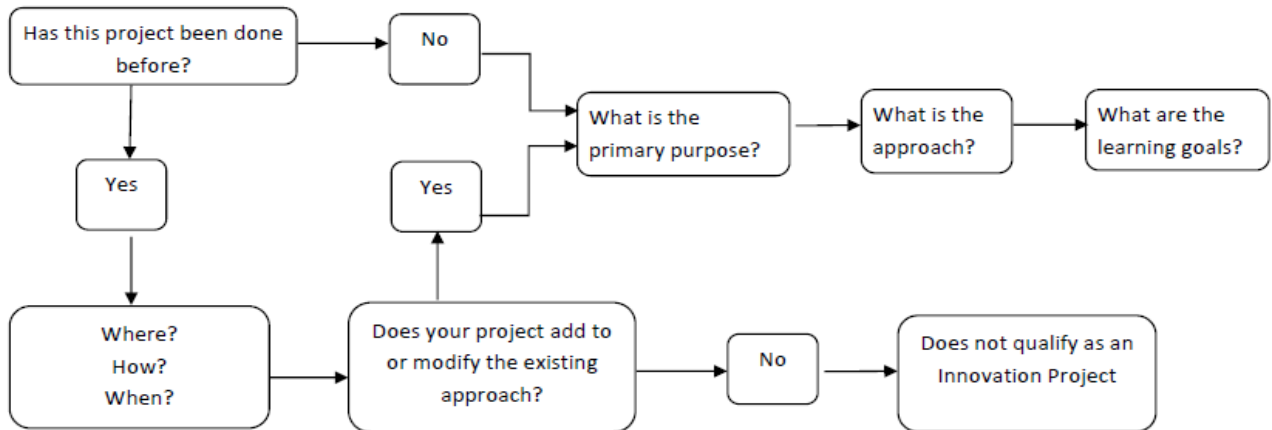 Has this project been done
before?
No
What is the
primary purpose?
What is the
approach?
What are the
learning goals?
Yes
Yes
Where?
How?
When?
Does your project add to
or modify the existing
approach?
No
Does not qualify as an
Innovation Project